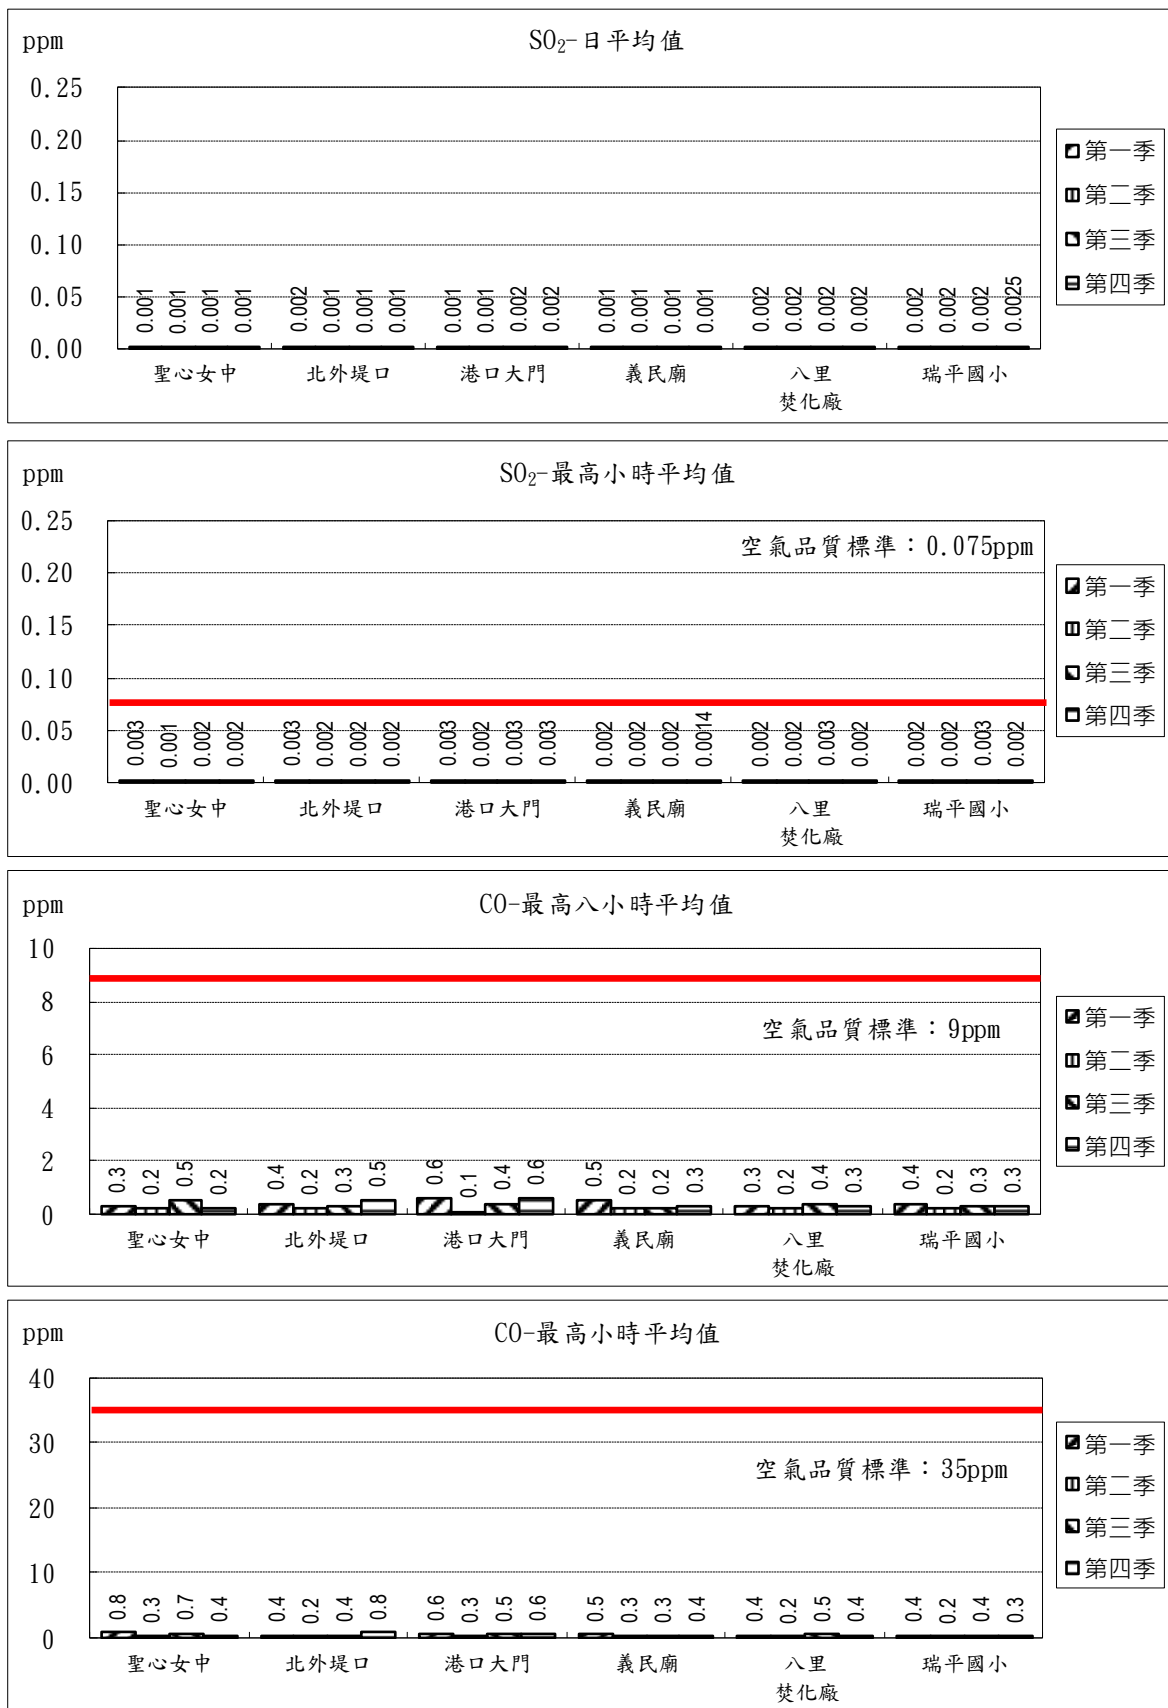 ppm
SO₂-日平均值
0.25
0.20
0.15
0.10
0.05
0.00
0.001 0.001 0.001 0.001 0.002 0.001 0.001 0.001 0.001 0.001 0.002 0.002 0.001 0.001 0.001 0.001 0.002 0.002 0.002 0.002 0.002 0.002 0.002 0.0025
聖心女中 北外堤口 港口大門 義民廟 八里 瑞平國小
焚化廠
第一季
第二季
第三季
第四季
ppm
SO₂-最高小時平均值
空氣品質標準：0.075ppm
0.25
0.20
0.15
0.10
0.05
0.00
0.003 0.001 0.002 0.002 0.003 0.002 0.002 0.002 0.003 0.002 0.003 0.003 0.002 0.002 0.002 0.0014 0.002 0.002 0.003 0.002 0.002 0.002 0.003 0.002
聖心女中 北外堤口 港口大門 義民廟 八里 瑞平國小
焚化廠
第一季
第二季
第三季
第四季
ppm
CO-最高八小時平均值
空氣品質標準：9ppm
10
8
6
4
2
0
0.3 0.2 0.5 0.2 0.4 0.2 0.3 0.5 0.6 0.1 0.4 0.6 0.5 0.2 0.2 0.3 0.3 0.2 0.4 0.3 0.4 0.2 0.3 0.3
聖心女中 北外堤口 港口大門 義民廟 八里 瑞平國小
焚化廠
第一季
第二季
第三季
第四季
ppm
CO-最高小時平均值
空氣品質標準：35ppm
40
30
20
10
0
0.8 0.3 0.7 0.4 0.4 0.2 0.4 0.8 0.6 0.3 0.5 0.6 0.5 0.3 0.3 0.4 0.4 0.2 0.5 0.4 0.4 0.2 0.4 0.3
聖心女中 北外堤口 港口大門 義民廟 八里 瑞平國小
焚化廠
第一季
第二季
第三季
第四季